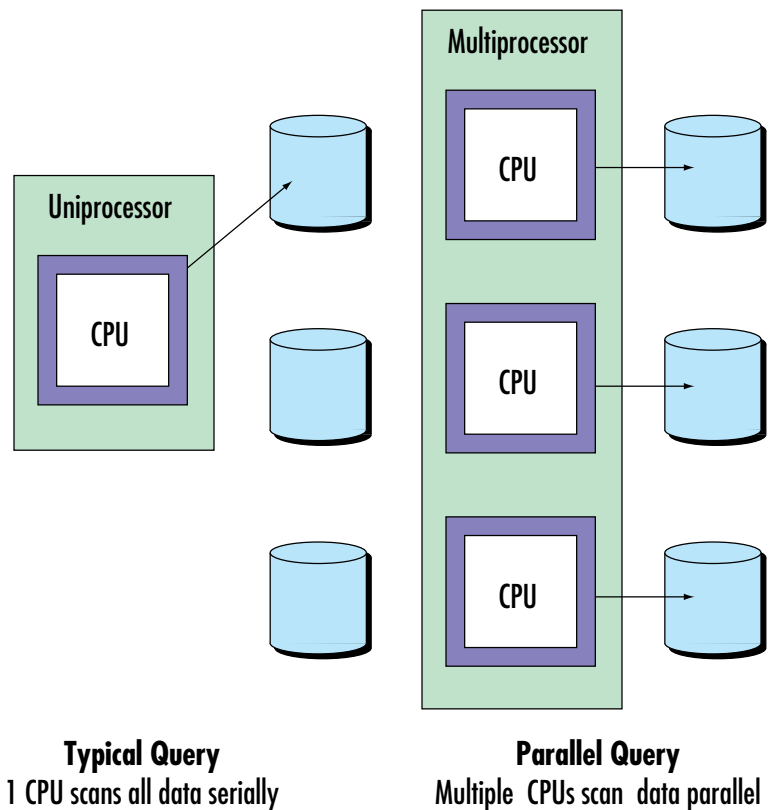 Uniprocessor
CPU
Typical Query
1 CPU scans all data serially
Multiprocessor
CPU
CPU
CPU
Parallel Query
Multiple CPUs scan data parallel